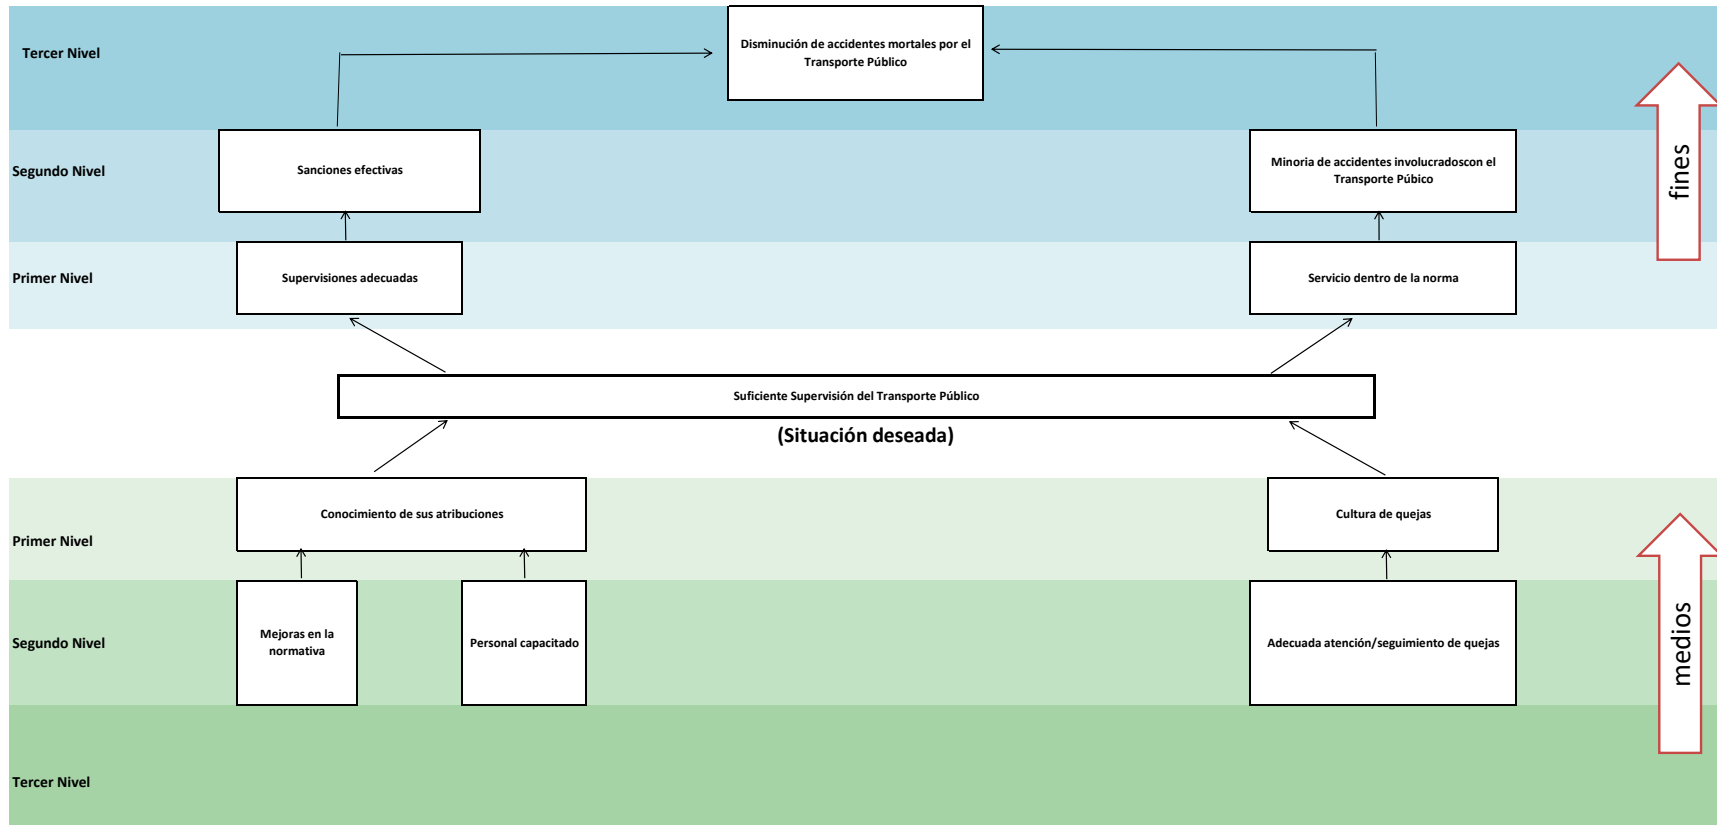 Tercer Nivel
Disminución de accidentes mortales por el
Transporte Público
Segundo Nivel
Sanciones efectivas
Minoria de accidentes involucradoscon el
Transporte Púbico
fines
Primer Nivel
Supervisiones adecuadas
Servicio dentro de la norma
Suficiente Supervisión del Transporte Público
(Situación deseada)
Primer Nivel
Conocimiento de sus atribuciones
Cultura de quejas
Segundo Nivel
Mejoras en la
normativa
Personal capacitado
Adecuada atención/seguimiento de quejas
medios
Tercer Nivel